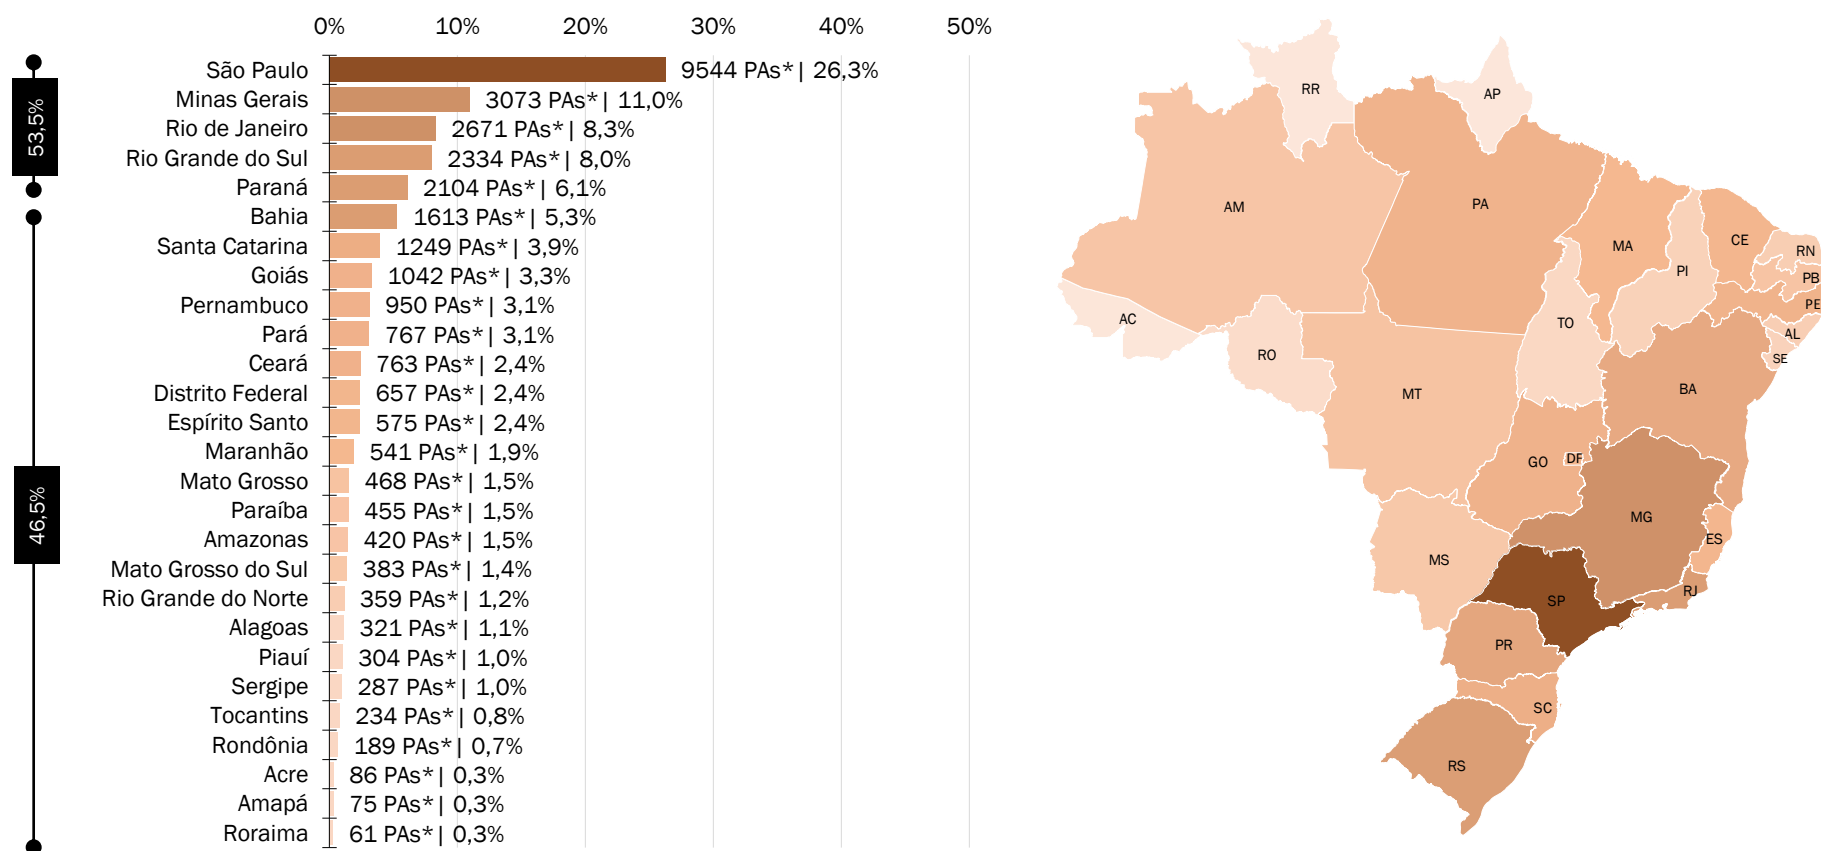 0% 10% 20% 30% 40% 50%
53,5%
46,5%
São Paulo 9544 PAs*| 26,3%
Minas Gerais 3073 PAs*| 11,0%
Rio de Janeiro 2671 PAs*| 8,3%
Rio Grande do Sul 2334 PAs*| 8,0%
Paraná 2104 PAs*| 6,1%
Bahia 1613 PAs*| 5,3%
Santa Catarina 1249 PAs*| 3,9%
Goiás 1042 PAs*| 3,3%
Pernambuco 950 PAs*| 3,1%
Pará 767 PAs*| 3,1%
Ceará 763 PAs*| 2,4%
Distrito Federal 657 PAs*| 2,4%
Espírito Santo 575 PAs*| 2,4%
Maranhão 541 PAs*| 1,9%
Mato Grosso 468 PAs*| 1,5%
Paraíba 455 PAs*| 1,5%
Amazonas 420 PAs*| 1,5%
Mato Grosso do Sul 383 PAs*| 1,4%
Rio Grande do Norte 359 PAs*| 1,2%
Alagoas 321 PAs*| 1,1%
Piauí 304 PAs*| 1,0%
Sergipe 287 PAs*| 1,0%
Tocantins 234 PAs*| 0,8%
Rondônia 189 PAs*| 0,7%
Acre 86 PAs*| 0,3%
Amapá 75 PAs*| 0,3%
Roraima 61 PAs*| 0,3%
RR
AP
AM
PA
MA
CE
RN
PI
PB
PE
AC
TO
AL
RO
SE
MT
BA
GO
DF
MG
ES
MS
RJ
SP
PR
SC
RS